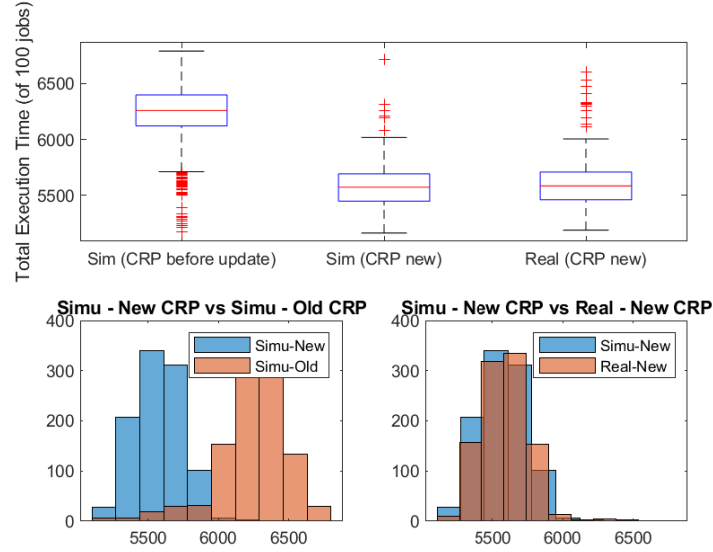 Total Execution Time (of 100 jobs)
6500
6000
5500
Sim (CRP before update)
Sim (CRP new)
Real (CRP new)
Simu - New CRP vs Simu - Old CRP
400
300
200
100
0
5500
6000
6500
Simu-New
Simu-Old
Simu - New CRP vs Real - New CRP
400
300
200
100
0
5500
6000
6500
Simu-New
Real-New